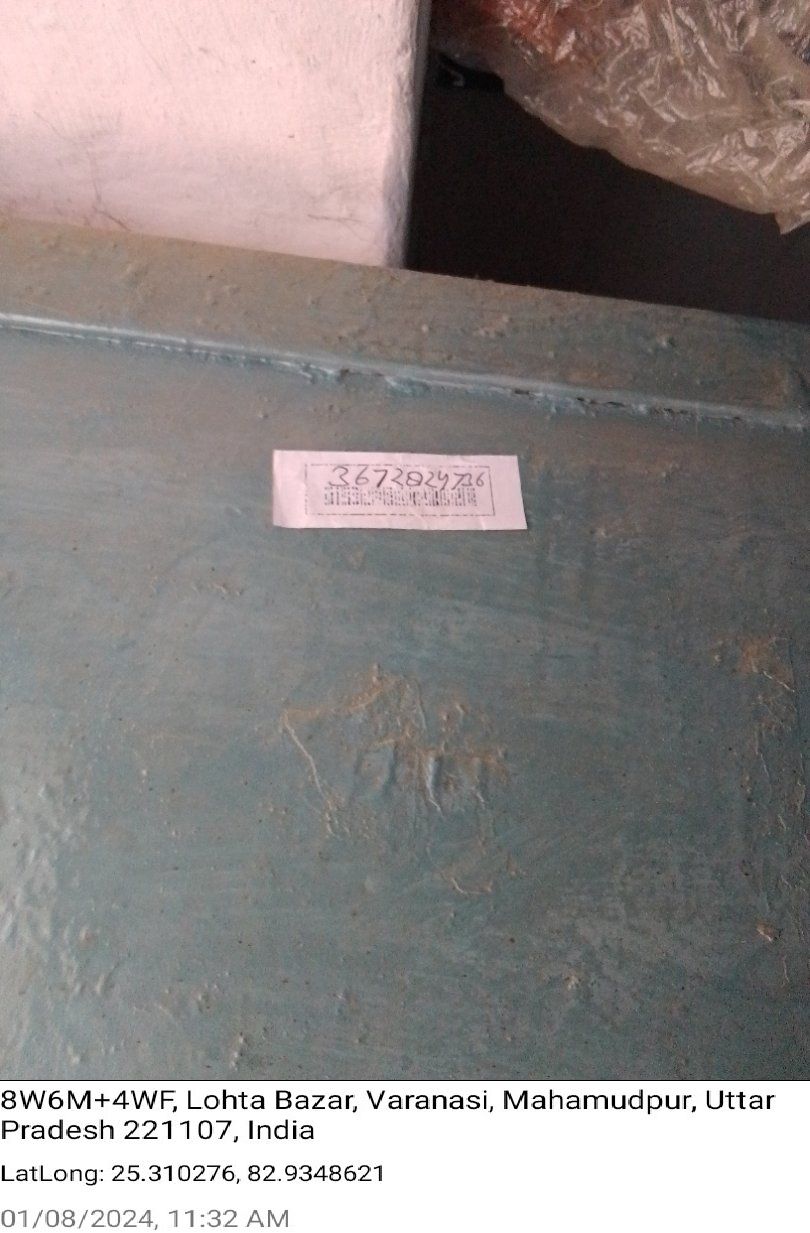 3672824736
8W6M+4WF, Lohta Bazar, Varanasi, Mahamudpur, Uttar
Pradesh 221107, India
LatLong: 25.310276, 82.9348621
01/08/2024, 11:32 AM